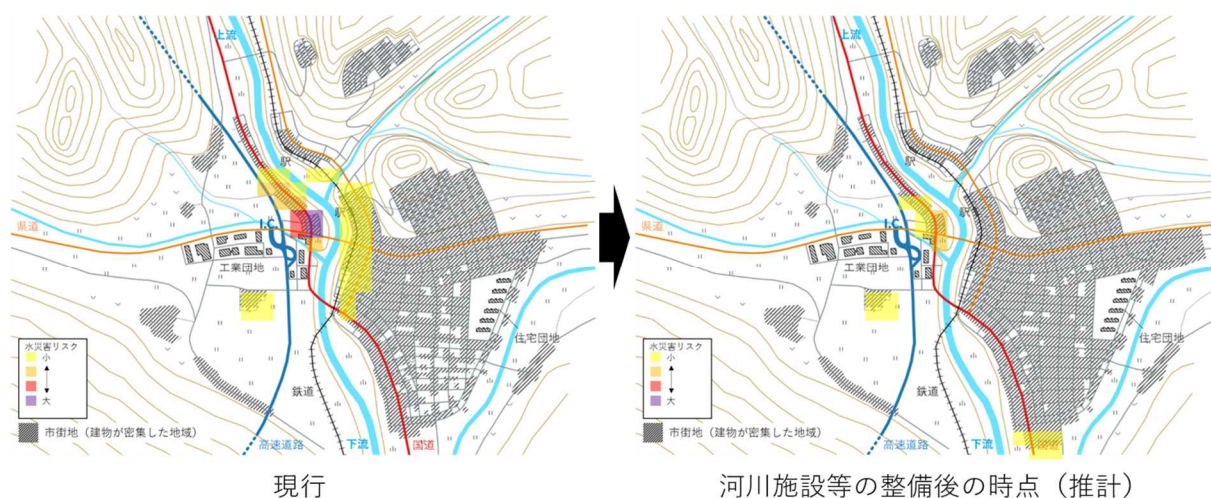 上流
駅
駅
I.C
県道
工業団地
住宅団地
水災害リスク
小
大
鉄道
市街地（建物が密集した地域）
高速道路
下流
国道
現行
上流
駅
駅
I.C
県道
工業団地
住宅団地
水災害リスク
小
大
鉄道
市街地（建物が密集した地域）
高速道路
下流
国道
河川施設等の整備後の時点（推計）